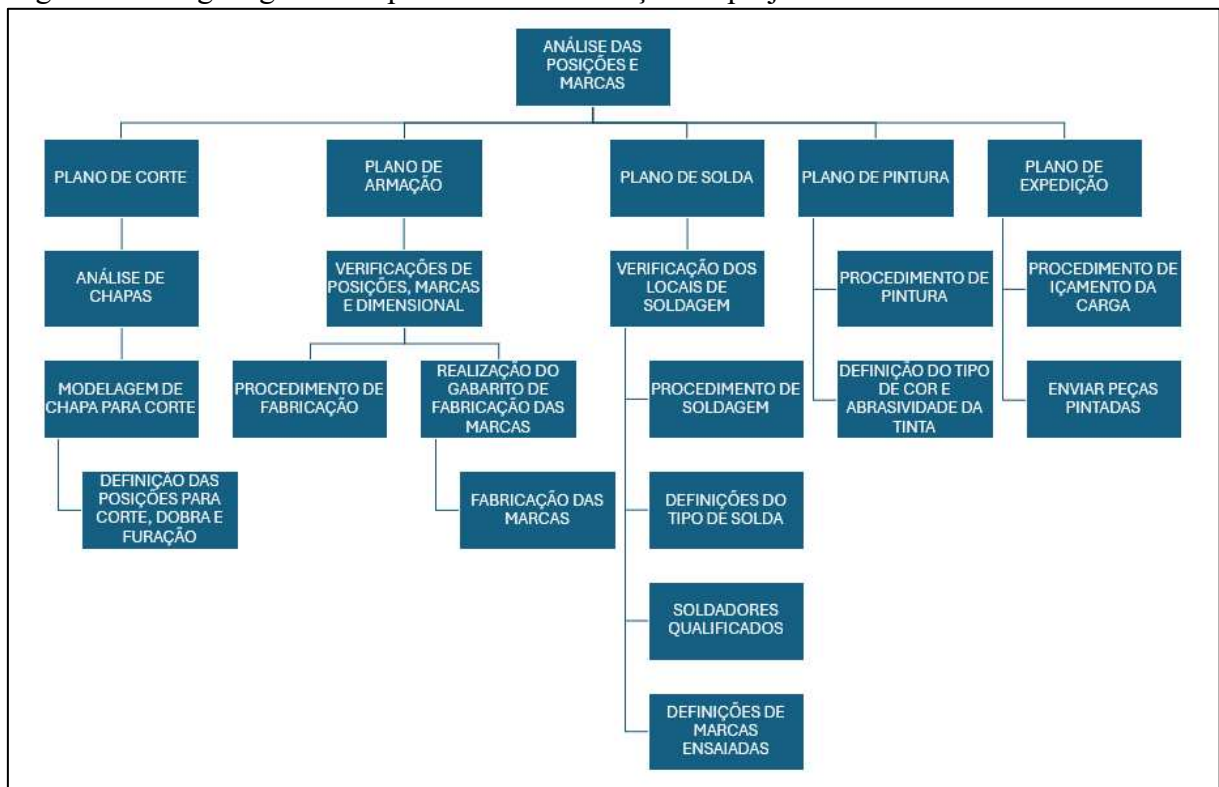 ANÁLISE DAS
POSIÇÕES E
MARCAS
PLANO DE CORTE
PLANO DE
ARMAÇÃO
PLANO DE SOLDA
PLANO DE PINTURA
PLANO DE
EXPEDIÇÃO
ANÁLISE DE
CHAPAS
VERIFICAÇÕES DE
POSIÇÕES, MARCAS
E DIMENSIONAL
VERIFICAÇÃO DOS
LOCAIS DE
SOLDAGEM
PROCEDIMENTO DE
PINTURA
PROCEDIMENTO DE
IÇAMENTO DA
CARGA
MODELAGEM DE
CHAPA PARA CORTE
PROCEDIMENTO DE
FABRICAÇÃO
REALIZAÇÃO DO
GABARITO DE
FABRICAÇÃO DAS
MARCAS
PROCEDIMENTO DE
SOLDAGEM
DEFINIÇÃO DO TIPO
DE COR E
ABRASIVIDADE DA
TINTA
ENVIAR PEÇAS
PINTADAS
DEFINIÇÃO DAS
POSIÇÕES PARA
CORTE, DOBRA E
FURAÇÃO
FABRICAÇÃO DAS
MARCAS
DEFINIÇÕES DO
TIPO DE SOLDA
SOLDADORES
QUALIFICADOS
DEFINIÇÕES DE
MARCAS
ENSAIADAS